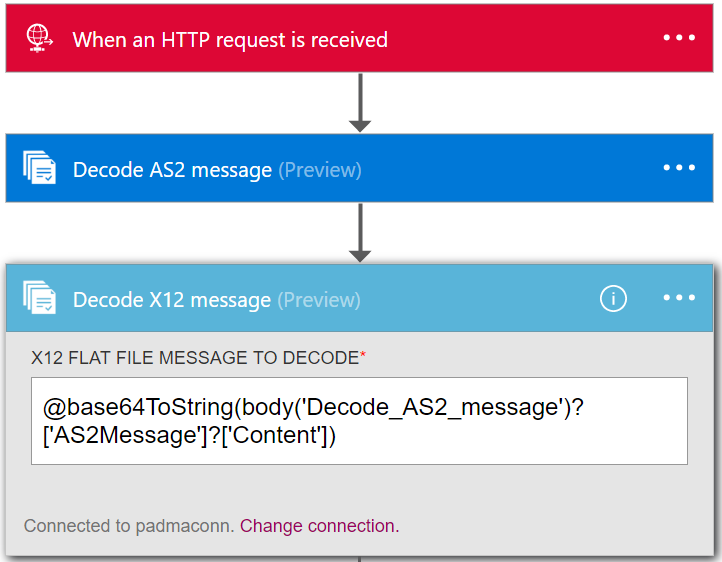 When an HTTP request is received
Decode AS2 message (Preview)
Decode X12 message (Preview)
X12 FLAT FILE MESSAGE TO DECODE*
@base64ToString(body('Decode_AS2_message')?
['AS2Message']?['Content'])
Connected to padmaconn. Change connection.